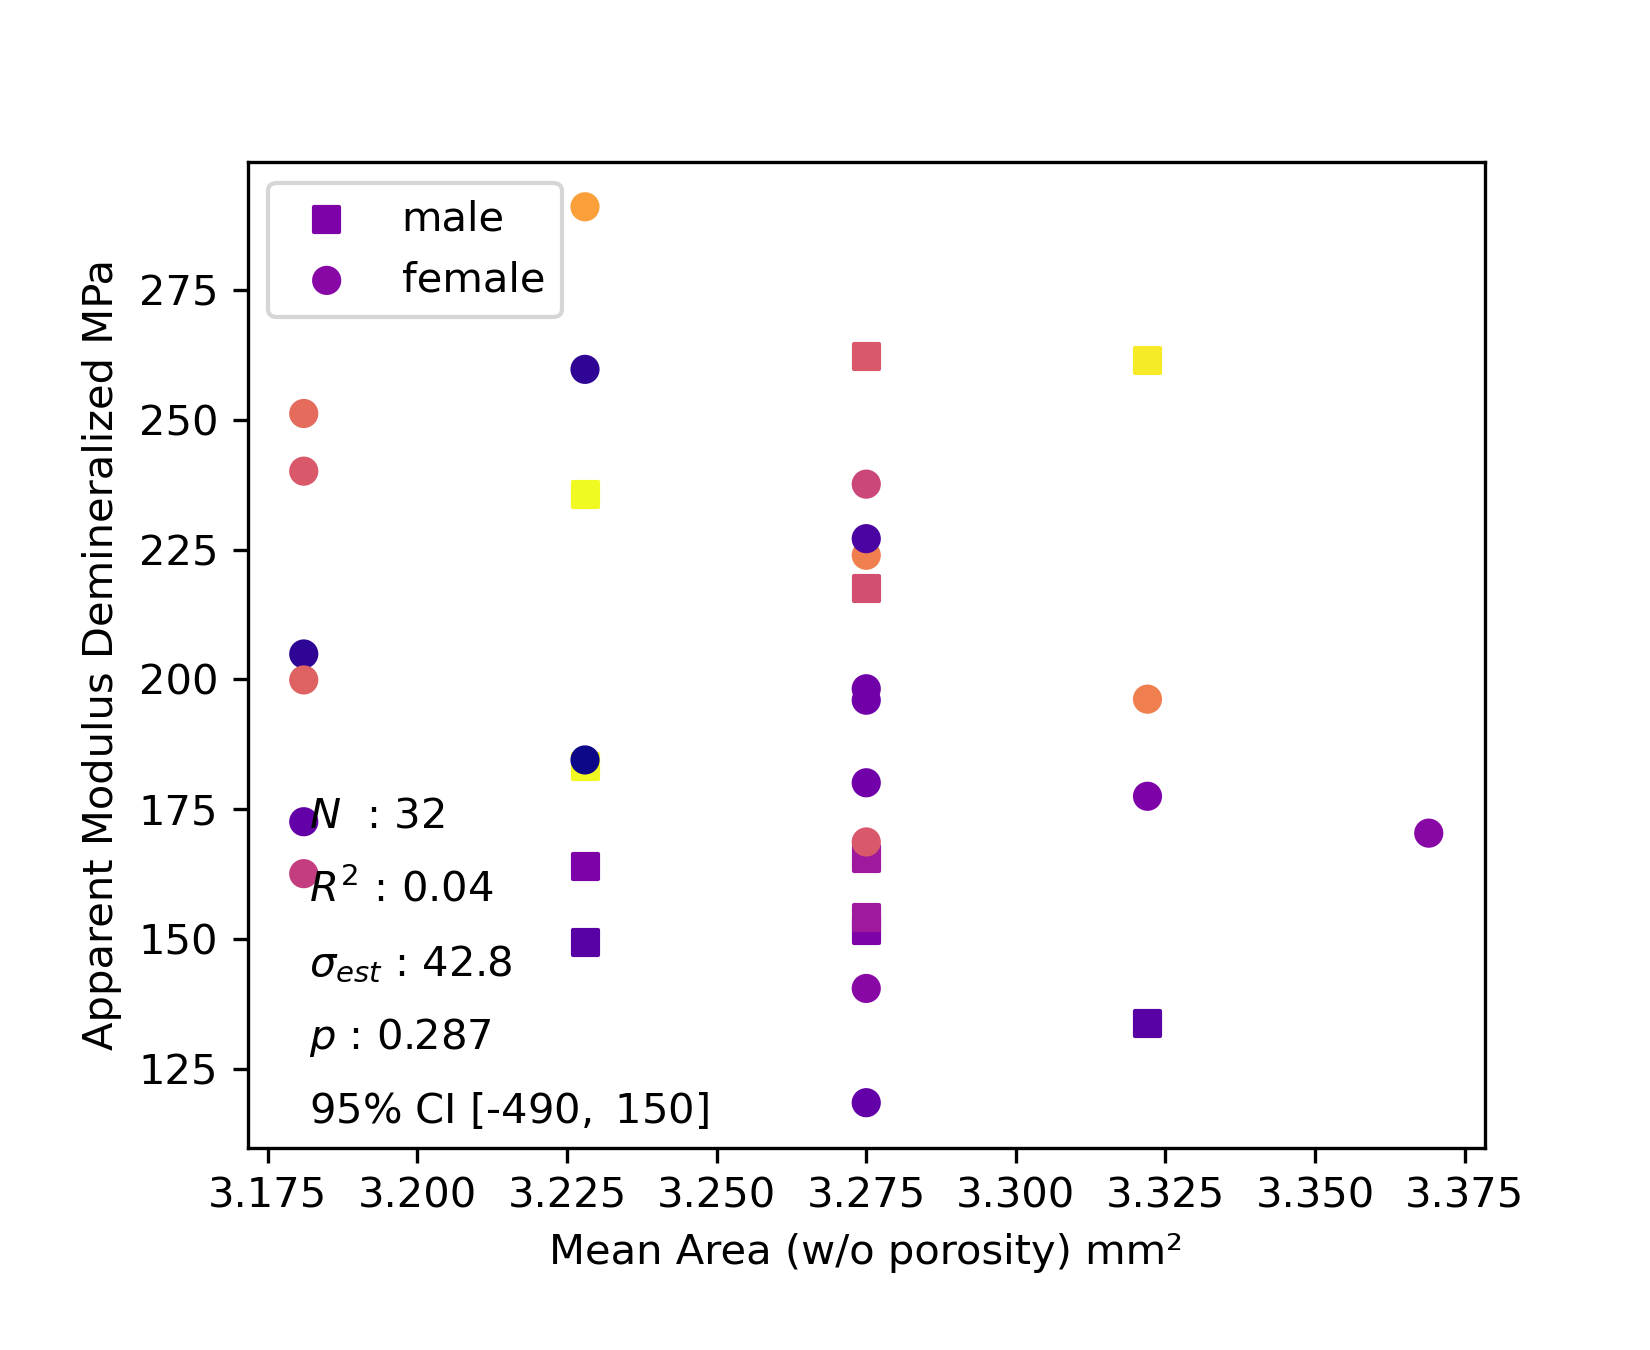 male
female
275
250
225
200
175
150
125
Apparent Modulus Demineralized MPa
N : 32
R² : 0.04
σest : 42.8
p : 0.287
95% CI [-490, 150]
3.175 3.200 3.225 3.250 3.275 3.300 3.325 3.350 3.375
Mean Area (w/o porosity) mm²